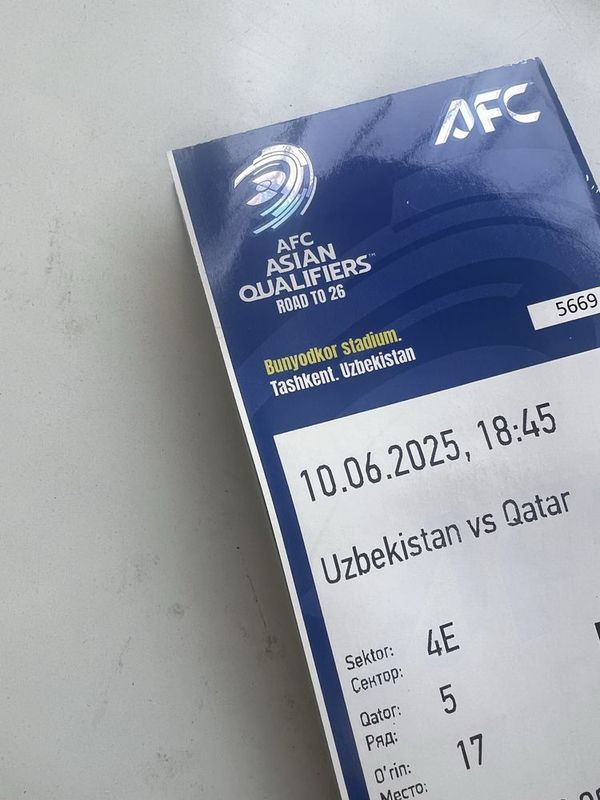 AFC
AFC
ASIAN
QUALIFIERS™
ROAD TO 26
5669
Bunyodkor stadium.
Tashkent. Uzbekistan
10.06.2025, 18:45
Uzbekistan vs Qatar
Sektor: 4E
Сектор:
Qator: 5
Ряд:
O'rin: 17
Место: